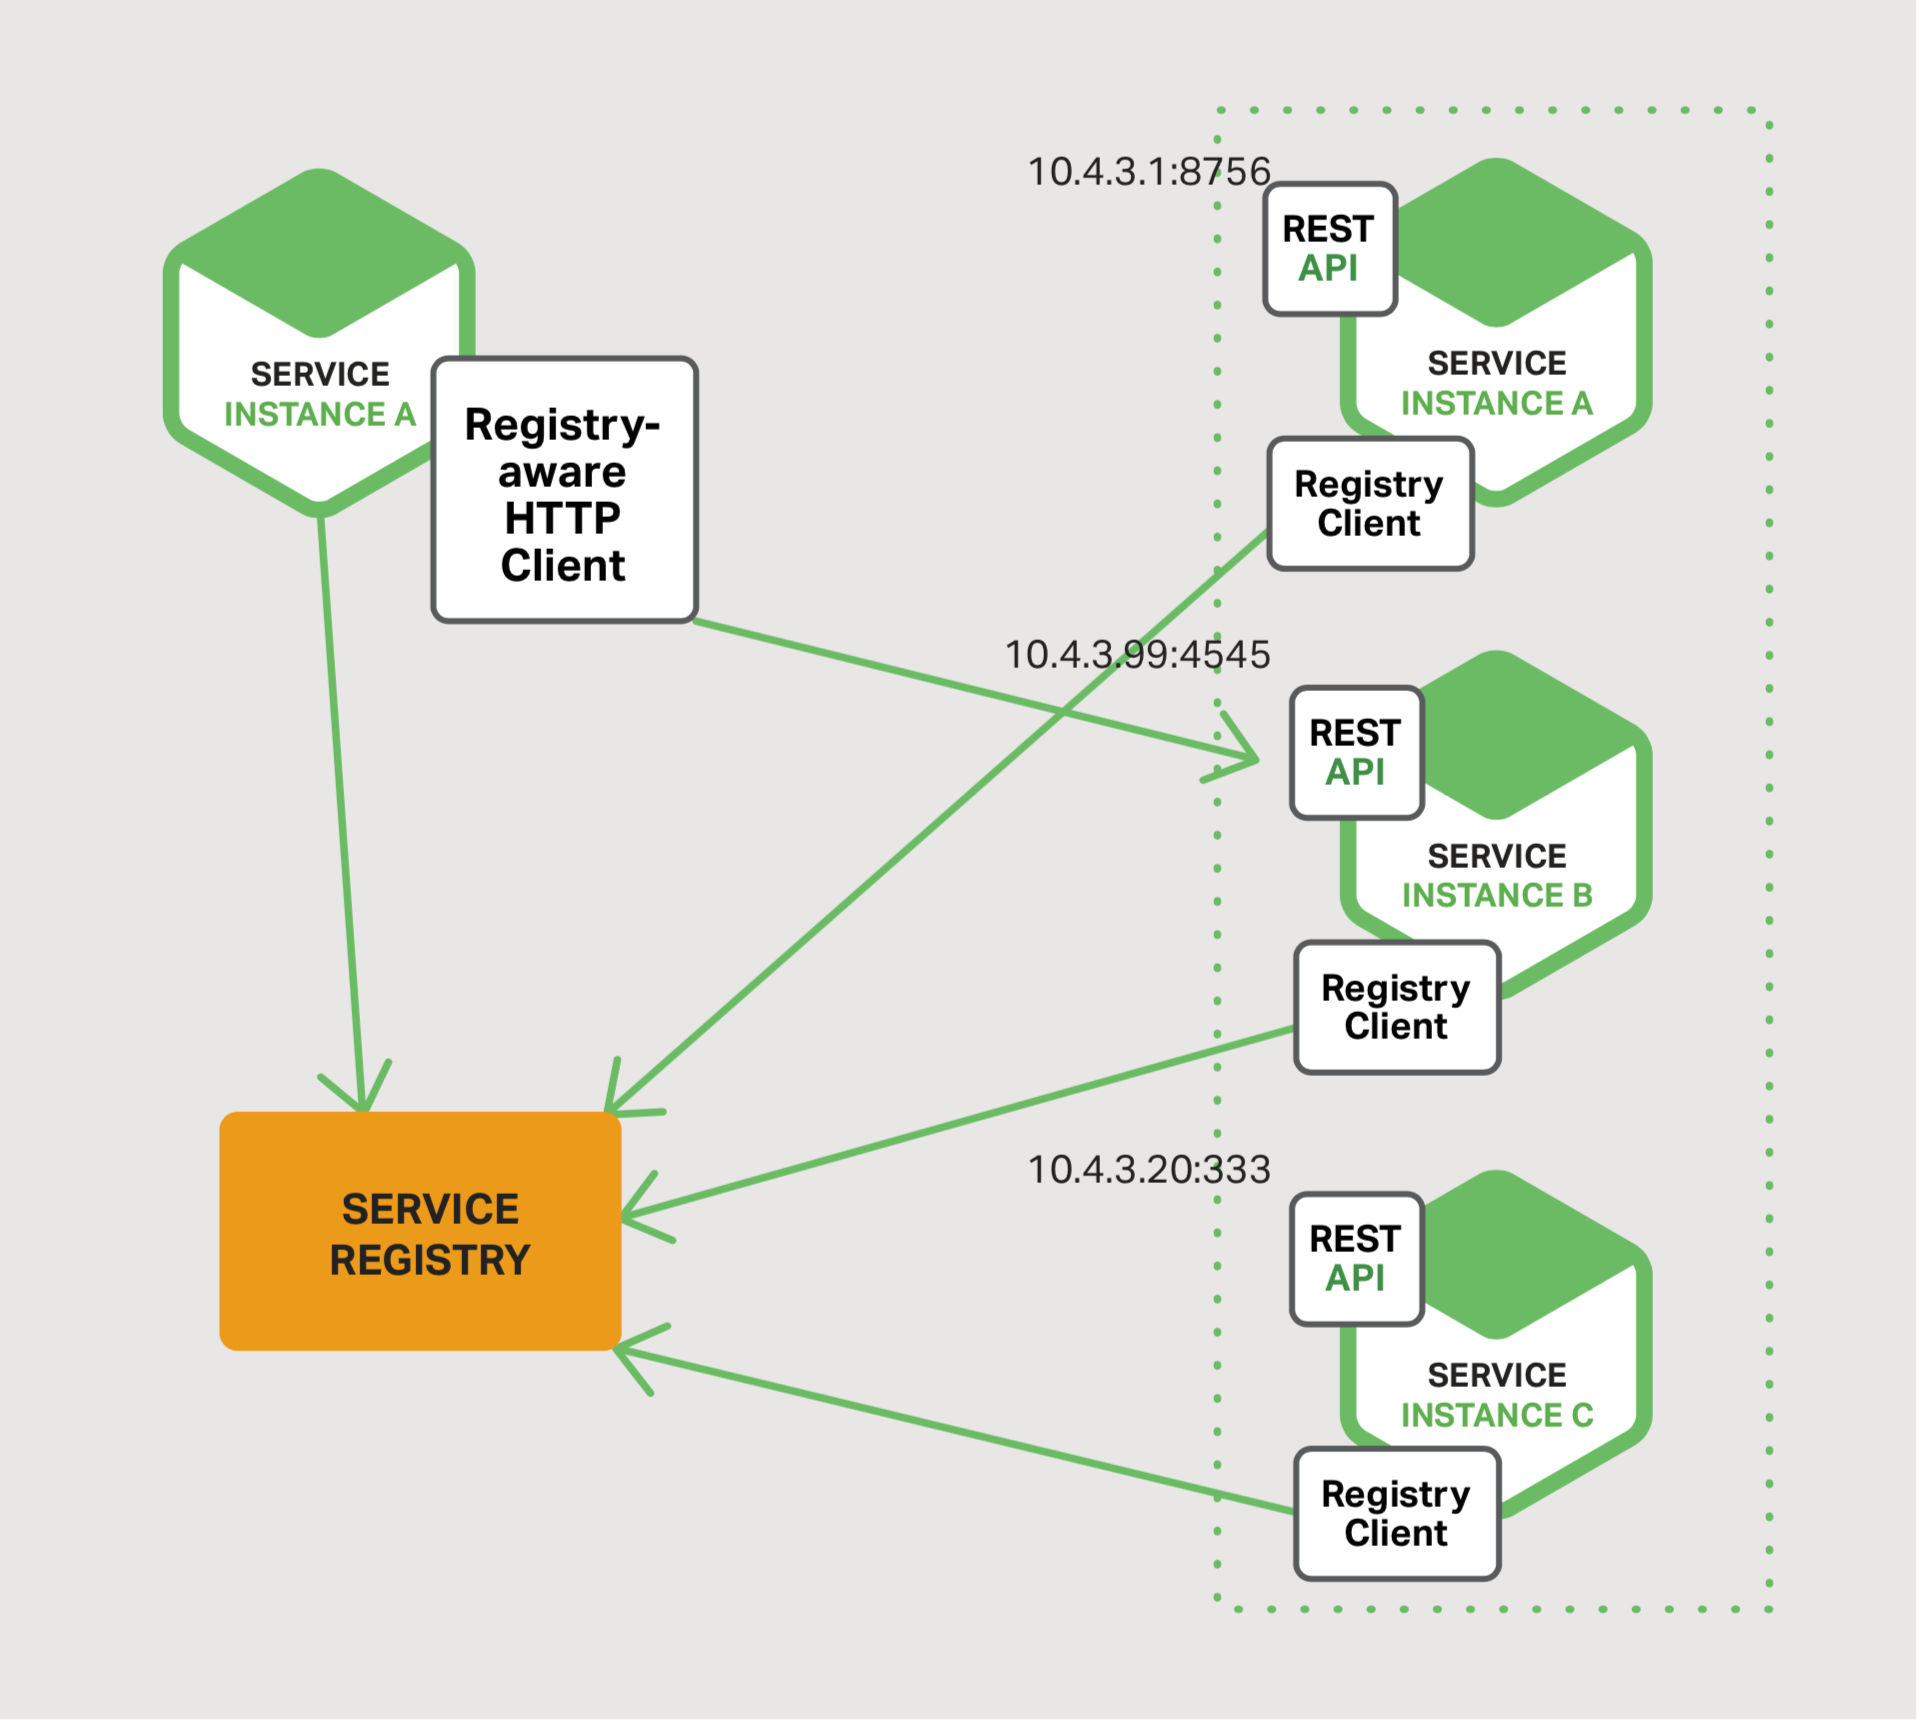 SERVICE
INSTANCE A
Registry-
aware
HTTP
Client
SERVICE
REGISTRY
10.4.3.1:8756
REST
API
SERVICE
INSTANCE A
Registry
Client
10.4.3.99:4545
REST
API
SERVICE
INSTANCE B
Registry
Client
10.4.3.20:333
REST
API
SERVICE
INSTANCE C
Registry
Client